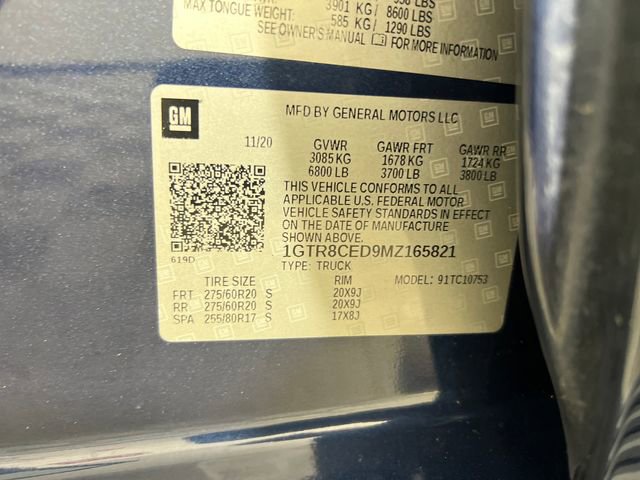 3901 KG / 8600 LBS
MAX TONGUE WEIGHT: 585 KG / 1290 LBS
SEE OWNER'S MANUAL FOR MORE INFORMATION
GM
MFD BY GENERAL MOTORS LLC
11/20 GVWR GAWR FRT GAWR RR
3085 KG 1678 KG 1724 KG
6800 LB 3700 LB 3800 LB
THIS VEHICLE CONFORMS TO ALL
APPLICABLE U.S. FEDERAL MOTOR
VEHICLE SAFETY STANDARDS IN EFFECT
ON THE DATE OF MANUFACTURE
SHOWN ABOVE.
619D 1GTR8CED9MZ165821
TYPE: TRUCK MODEL: 91TC10753
TIRE SIZE RIM
FRT 275/60R20 S 20X9J
RR 275/60R20 S 20X9J
SPA 255/80R17 S 17X8J